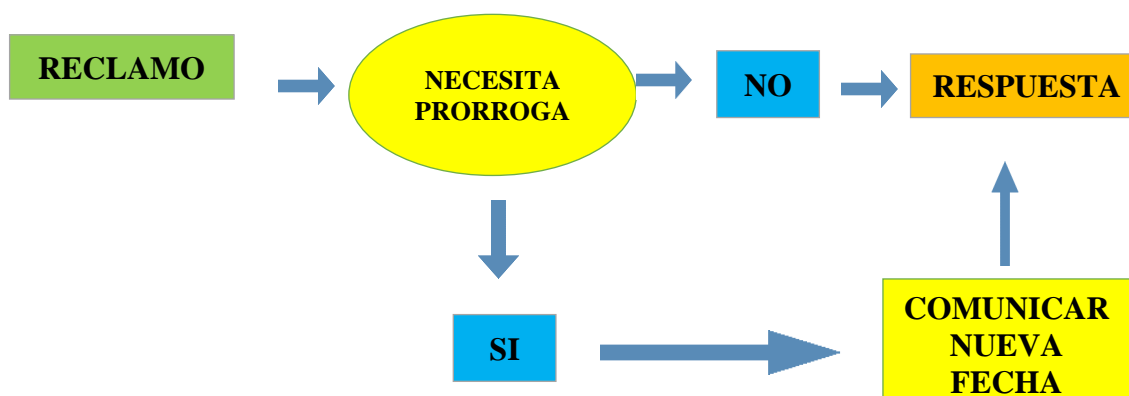 RECLAMO
NECESITA
PRORROGA
NO
RESPUESTA
SI
COMUNICAR
NUEVA
FECHA